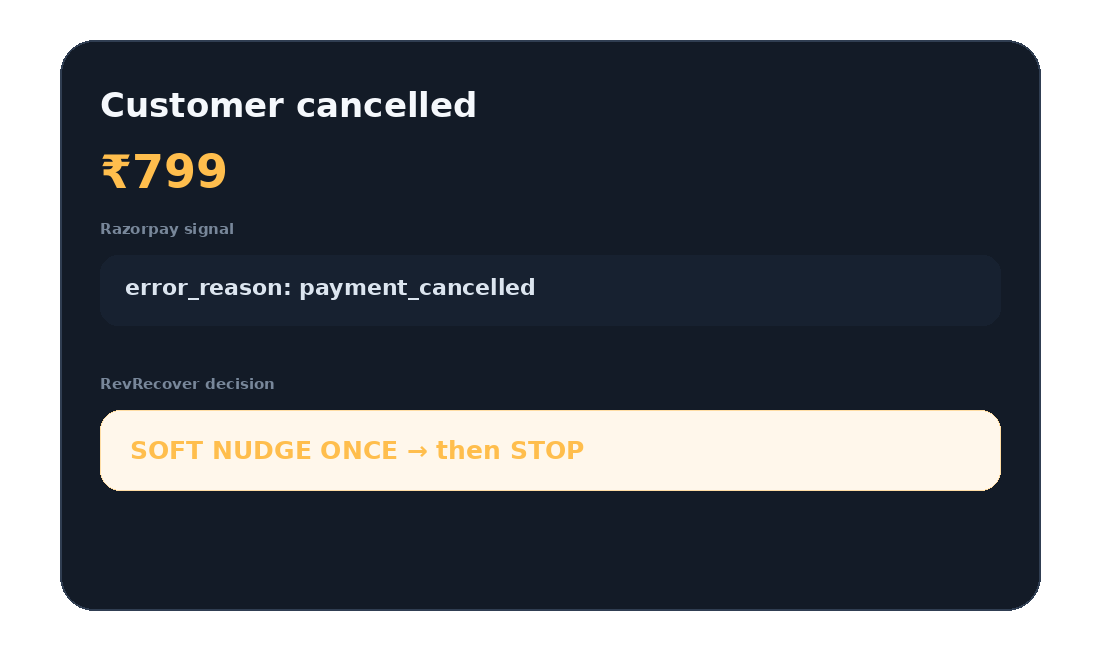 Customer cancelled
₹799
Razorpay signal
error_reason: payment_cancelled
RevRecover decision
SOFT NUDGE ONCE → then STOP